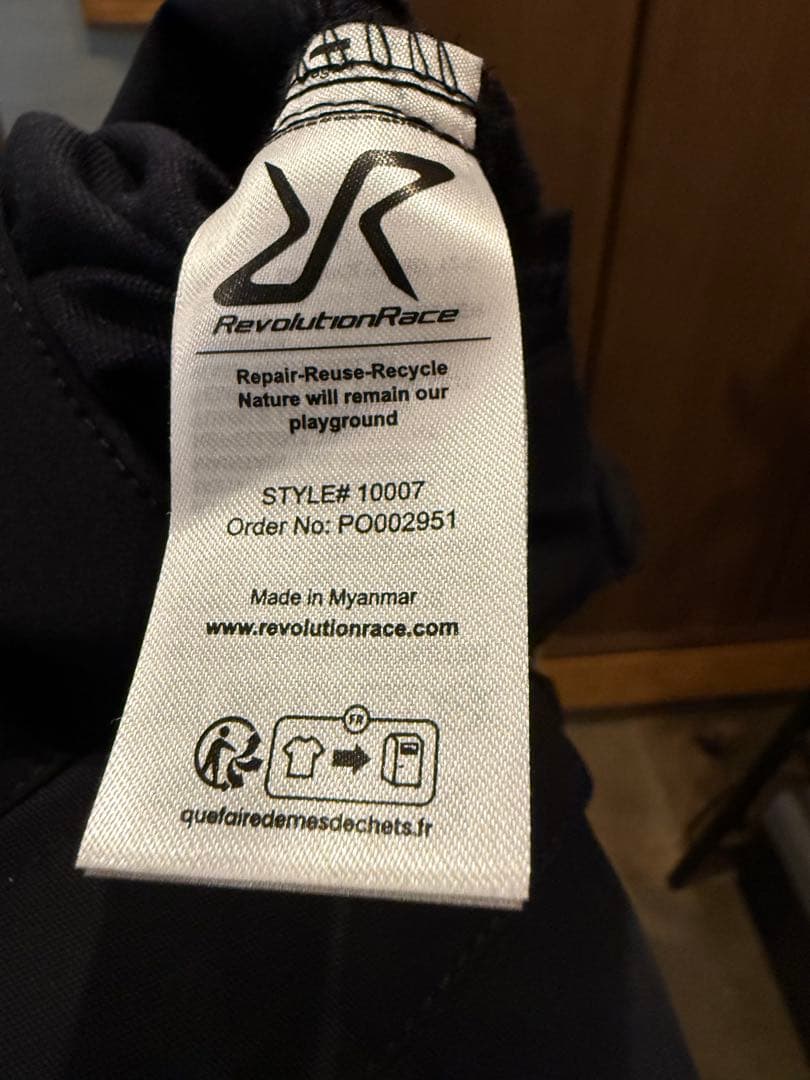 RevolutionRace
Repair-Reuse-Recycle
Nature will remain our
playground
STYLE# 10007
Order No: PO002951
Made in Myanmar
www.revolutionrace.com
FR
quefairedemesdechets.fr